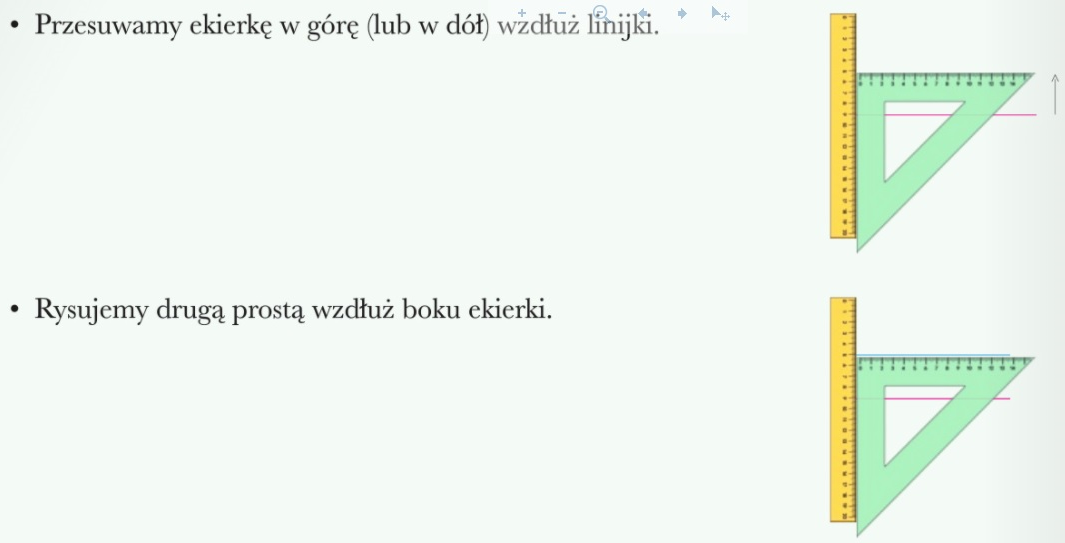 • Przesuwamy ekierkę w górę (lub w dół) wzdłuż linijki.
• Rysujemy drugą prostą wzdłuż boku ekierki.